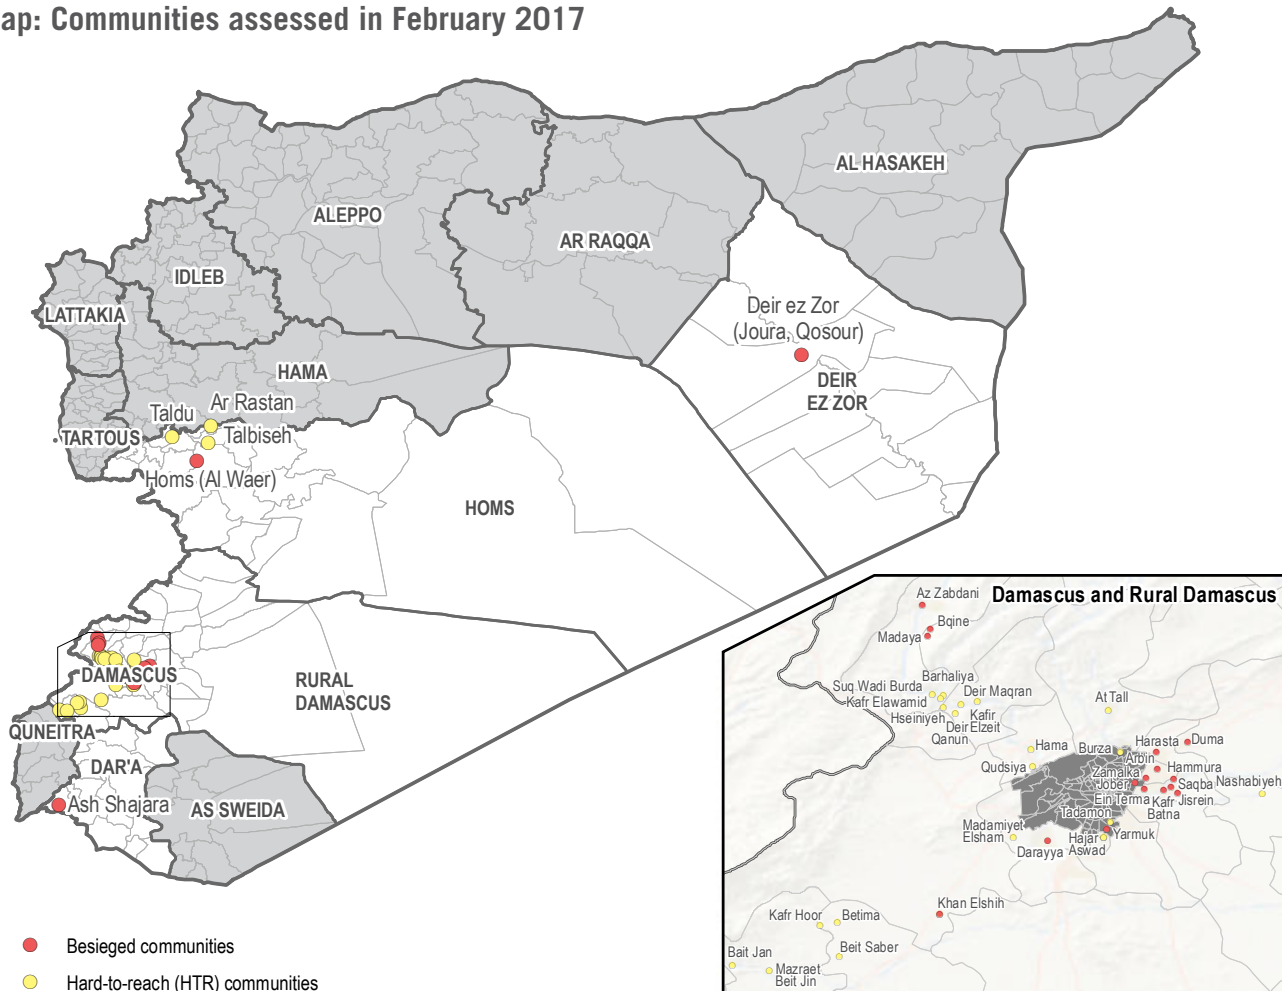 ap: Communities assessed in February 2017
AL HASAKEH
ALEPPO
AR RAQQA
IDLEB
LATTAKIA
Deir ez Zor
(Joura, Qosour)
HAMA
DEIR
EZ ZOR
Taldu
Ar Rastan
TARTOUS
Talbiseh
Homs (Al Waer)
HOMS
DAMASCUS
RURAL
DAMASCUS
QUNEITRA
DAR'A
Ash Shajara
AS SWEIDA
Besieged communities
Hard-to-reach (HTR) communities
Damascus and Rural Damascus
Az Zabdani
Bqine
Madaya
Barhaliya
Suq Wadi Burda
Deir Maqran
Kafr Elawamid
At Tall
Hseiniyeh
Kafir
Deir Elzeit
Qanun
Hama
Burza
Harasta
Duma
Arbin
Qudsiya
Zamalka
Hammura
Jober
Saqba
Nashabiyeh
Ein Terma
Kafr
Jisrein
Batna
Tadamon
Madamiyet
Elsham
Hajar
Aswad
Yarmuk
Darayya
Khan Elshih
Kafr Hoor
Betima
Beit Saber
Bait Jan
Mazraet
Beit Jin